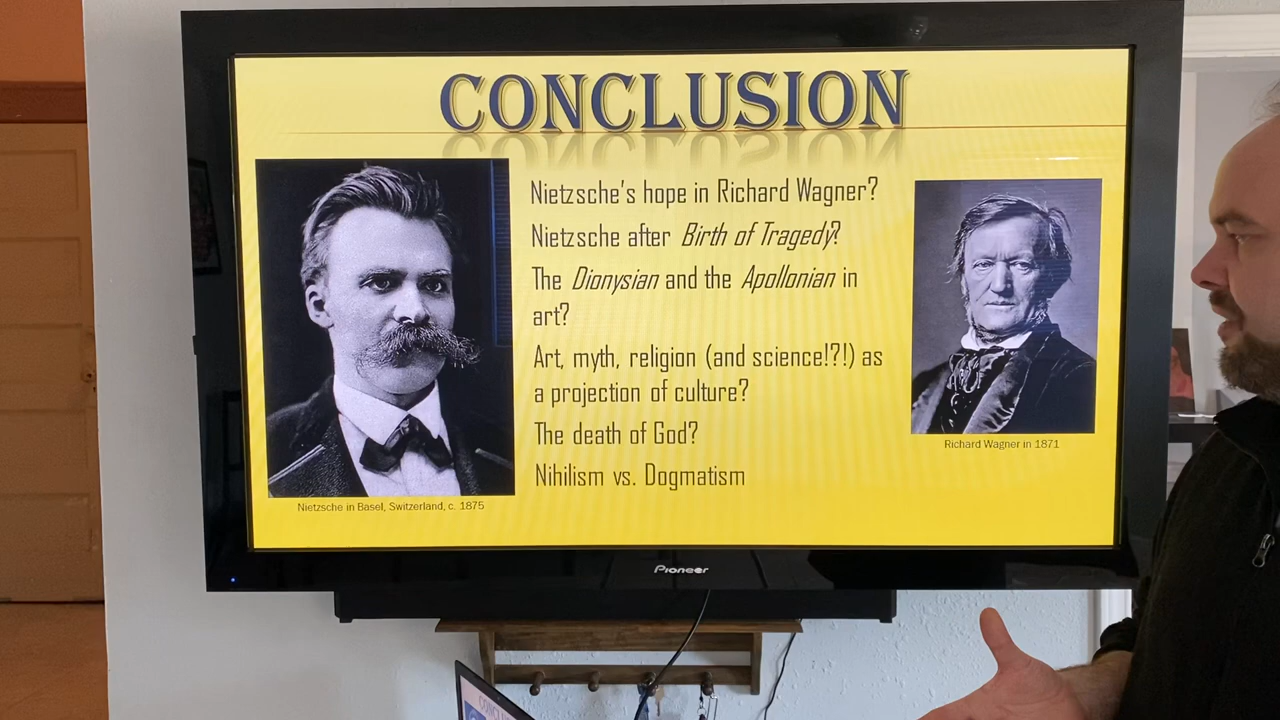 CONCLUSION
Nietzsche's hope in Richard Wagner?
Nietzsche after Birth of Tragedy?
The Dionysian and the Apollonian in
art?
Art, myth, religion (and science!?!) as
a projection of culture?
The death of God?
Nihilism vs. Dogmatism
Nietzsche in Basel, Switzerland, c. 1875
Richard Wagner in 1871
Pioneer